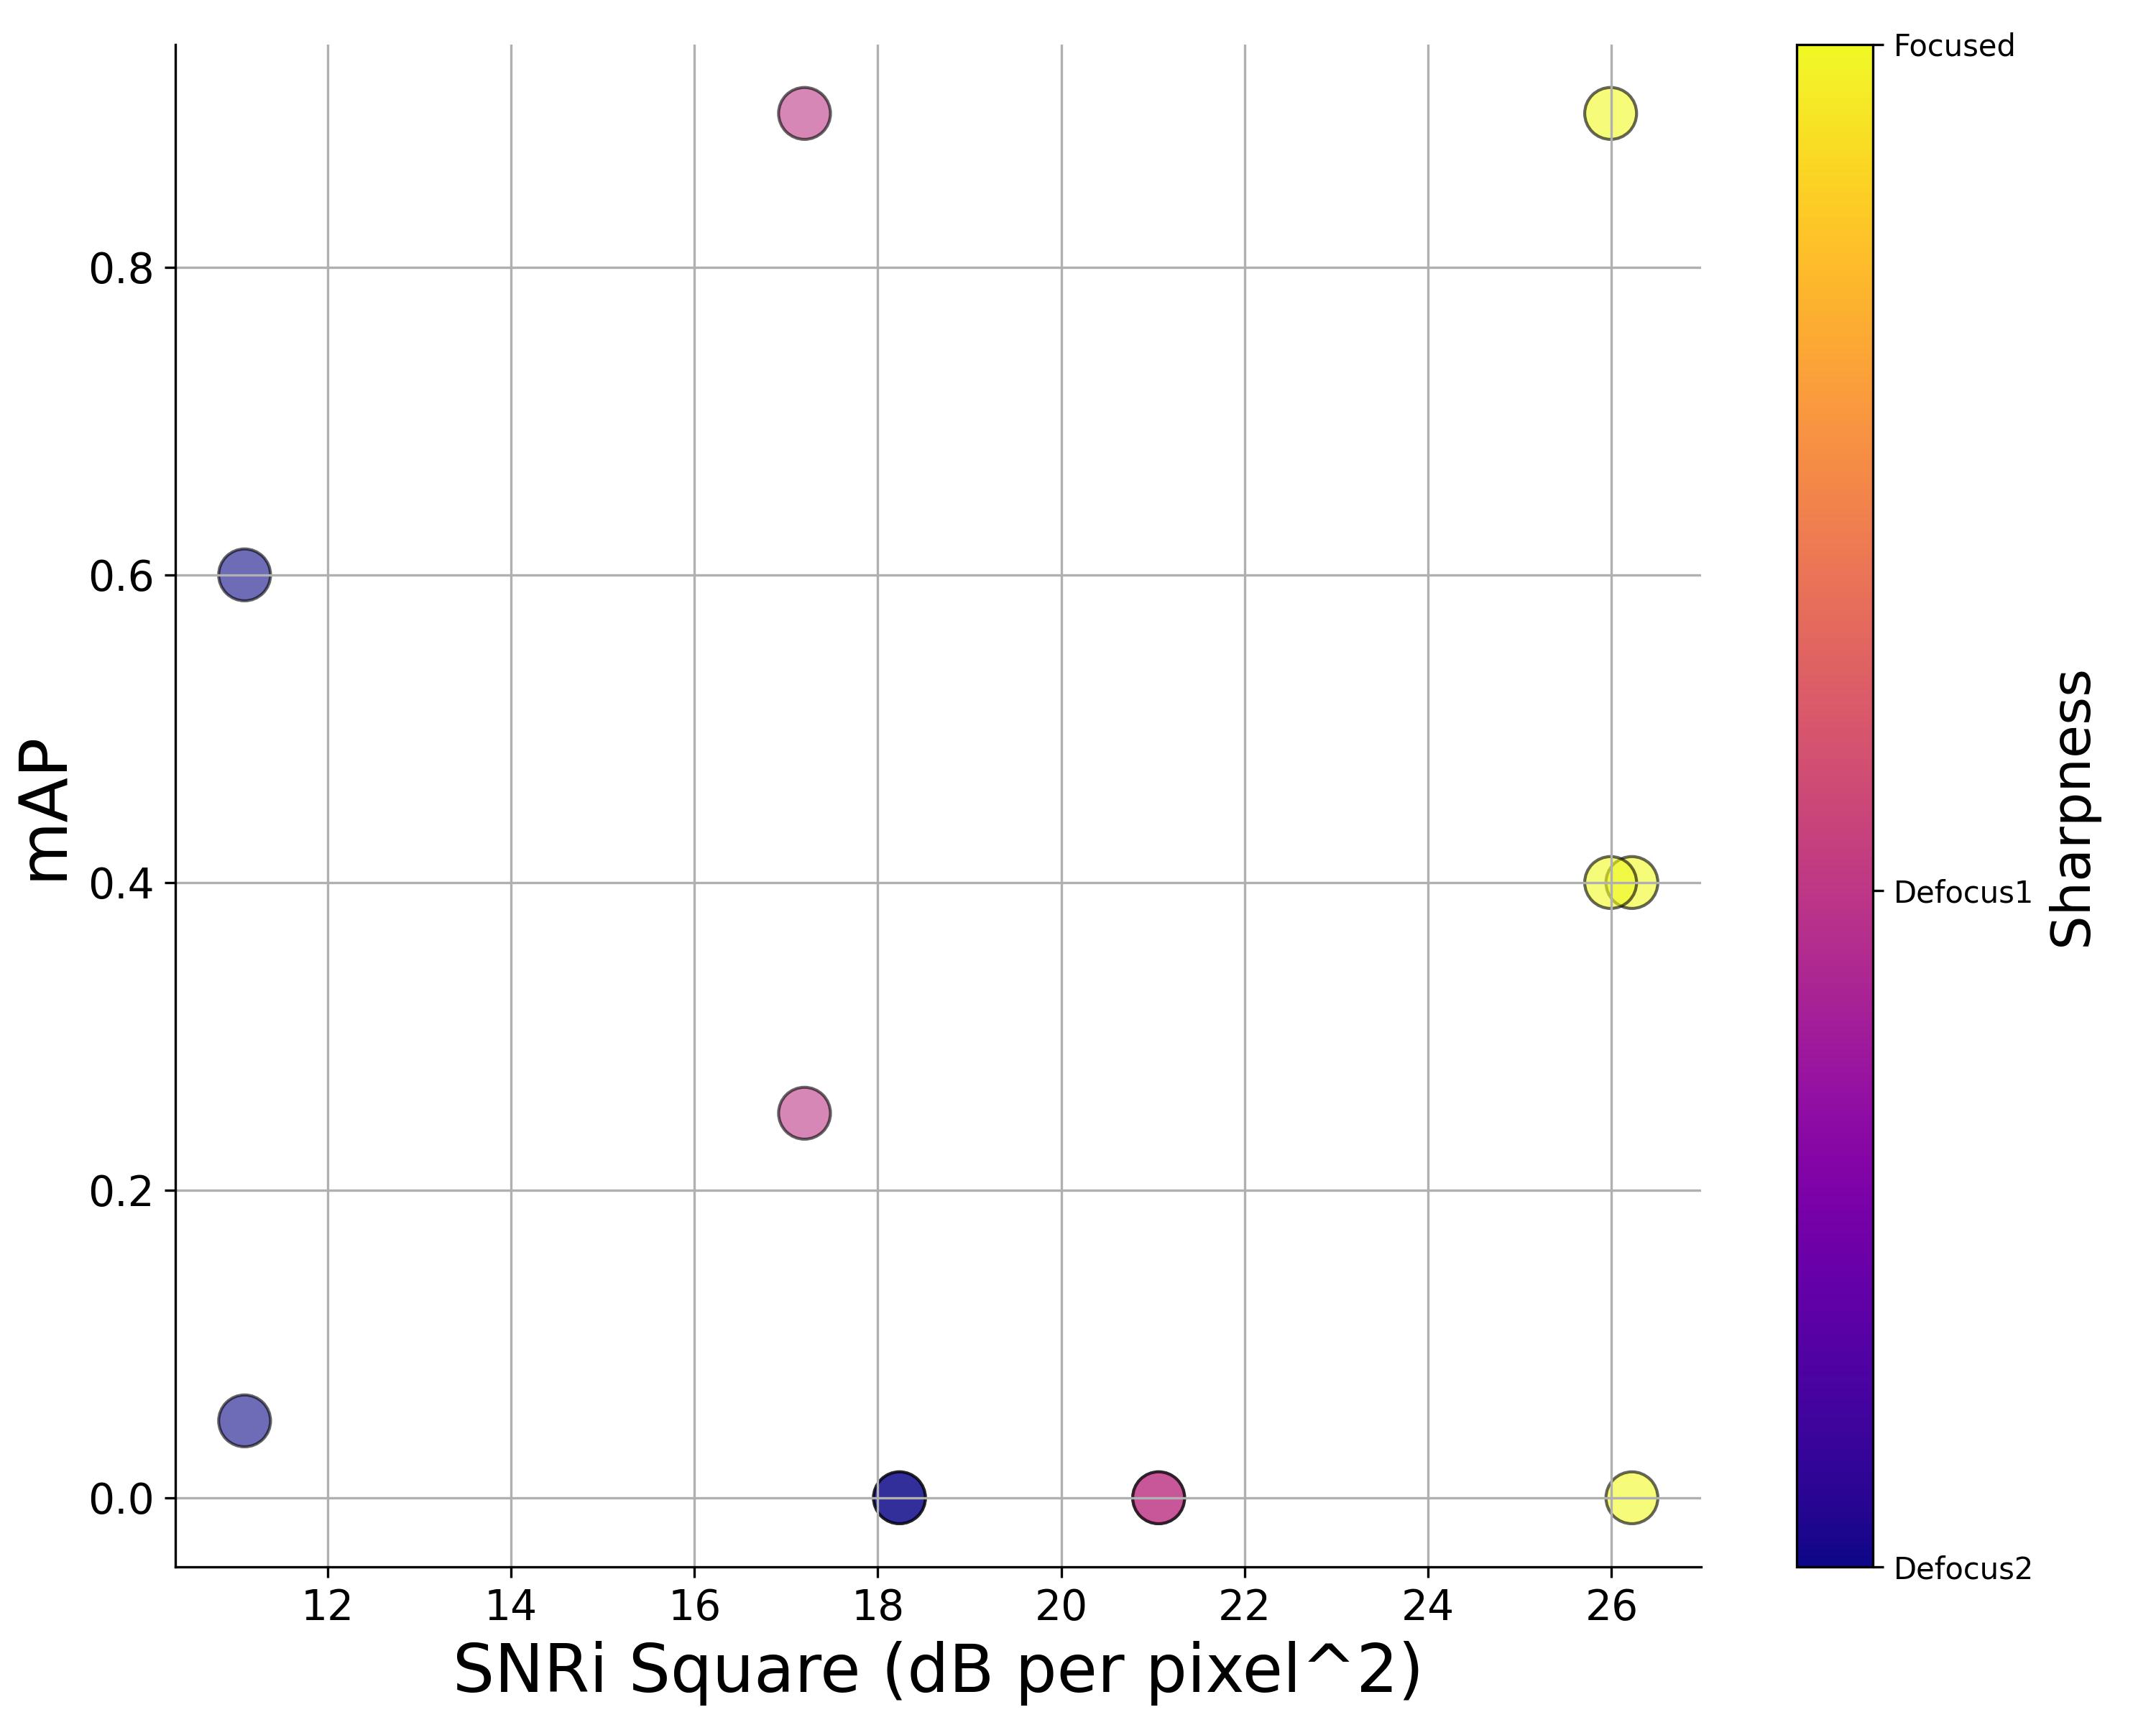 mAP
0.8
0.6
0.4
0.2
0.0
12 14 16 18 20 22 24 26
SNRi Square (dB per pixel^2)
Focused
Defocus1
Defocus2
Sharpness